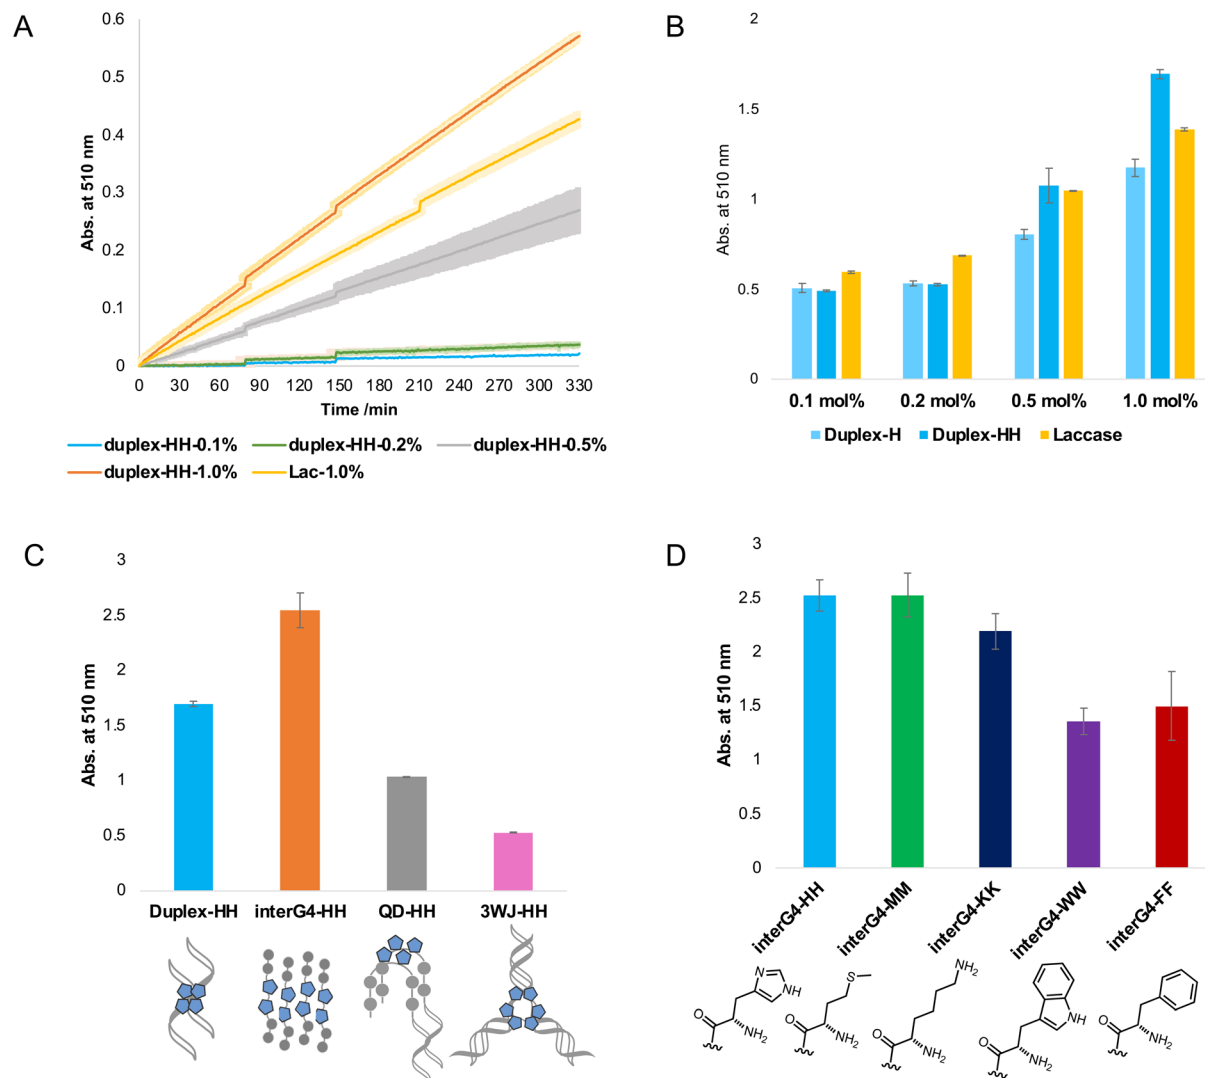 A
0.6
0.5
0.4
0.3
0.2
0.1
0
Abs. at 510 nm
0 30 60 90 120 150 180 210 240 270 300 330
Time /min
duplex-HH-0.1% duplex-HH-0.2% duplex-HH-0.5%
duplex-HH-1.0% Lac-1.0%
B
2
1.5
1
0.5
0
Abs. at 510 nm
0.1 mol% 0.2 mol% 0.5 mol% 1.0 mol%
Duplex-H Duplex-HH Laccase
C
3
2.5
2
1.5
1
0.5
0
Abs. at 510 nm
Duplex-HH interG4-HH QD-HH 3WJ-HH
D
3
2.5
2
1.5
1
0.5
0
Abs. at 510 nm
interG4-HH interG4-MM interG4-KK interG4-WW interG4-FF
N
NH
O
NH2
S
O
NH2
NH2
O
NH2
NH
O
NH2
O
NH2